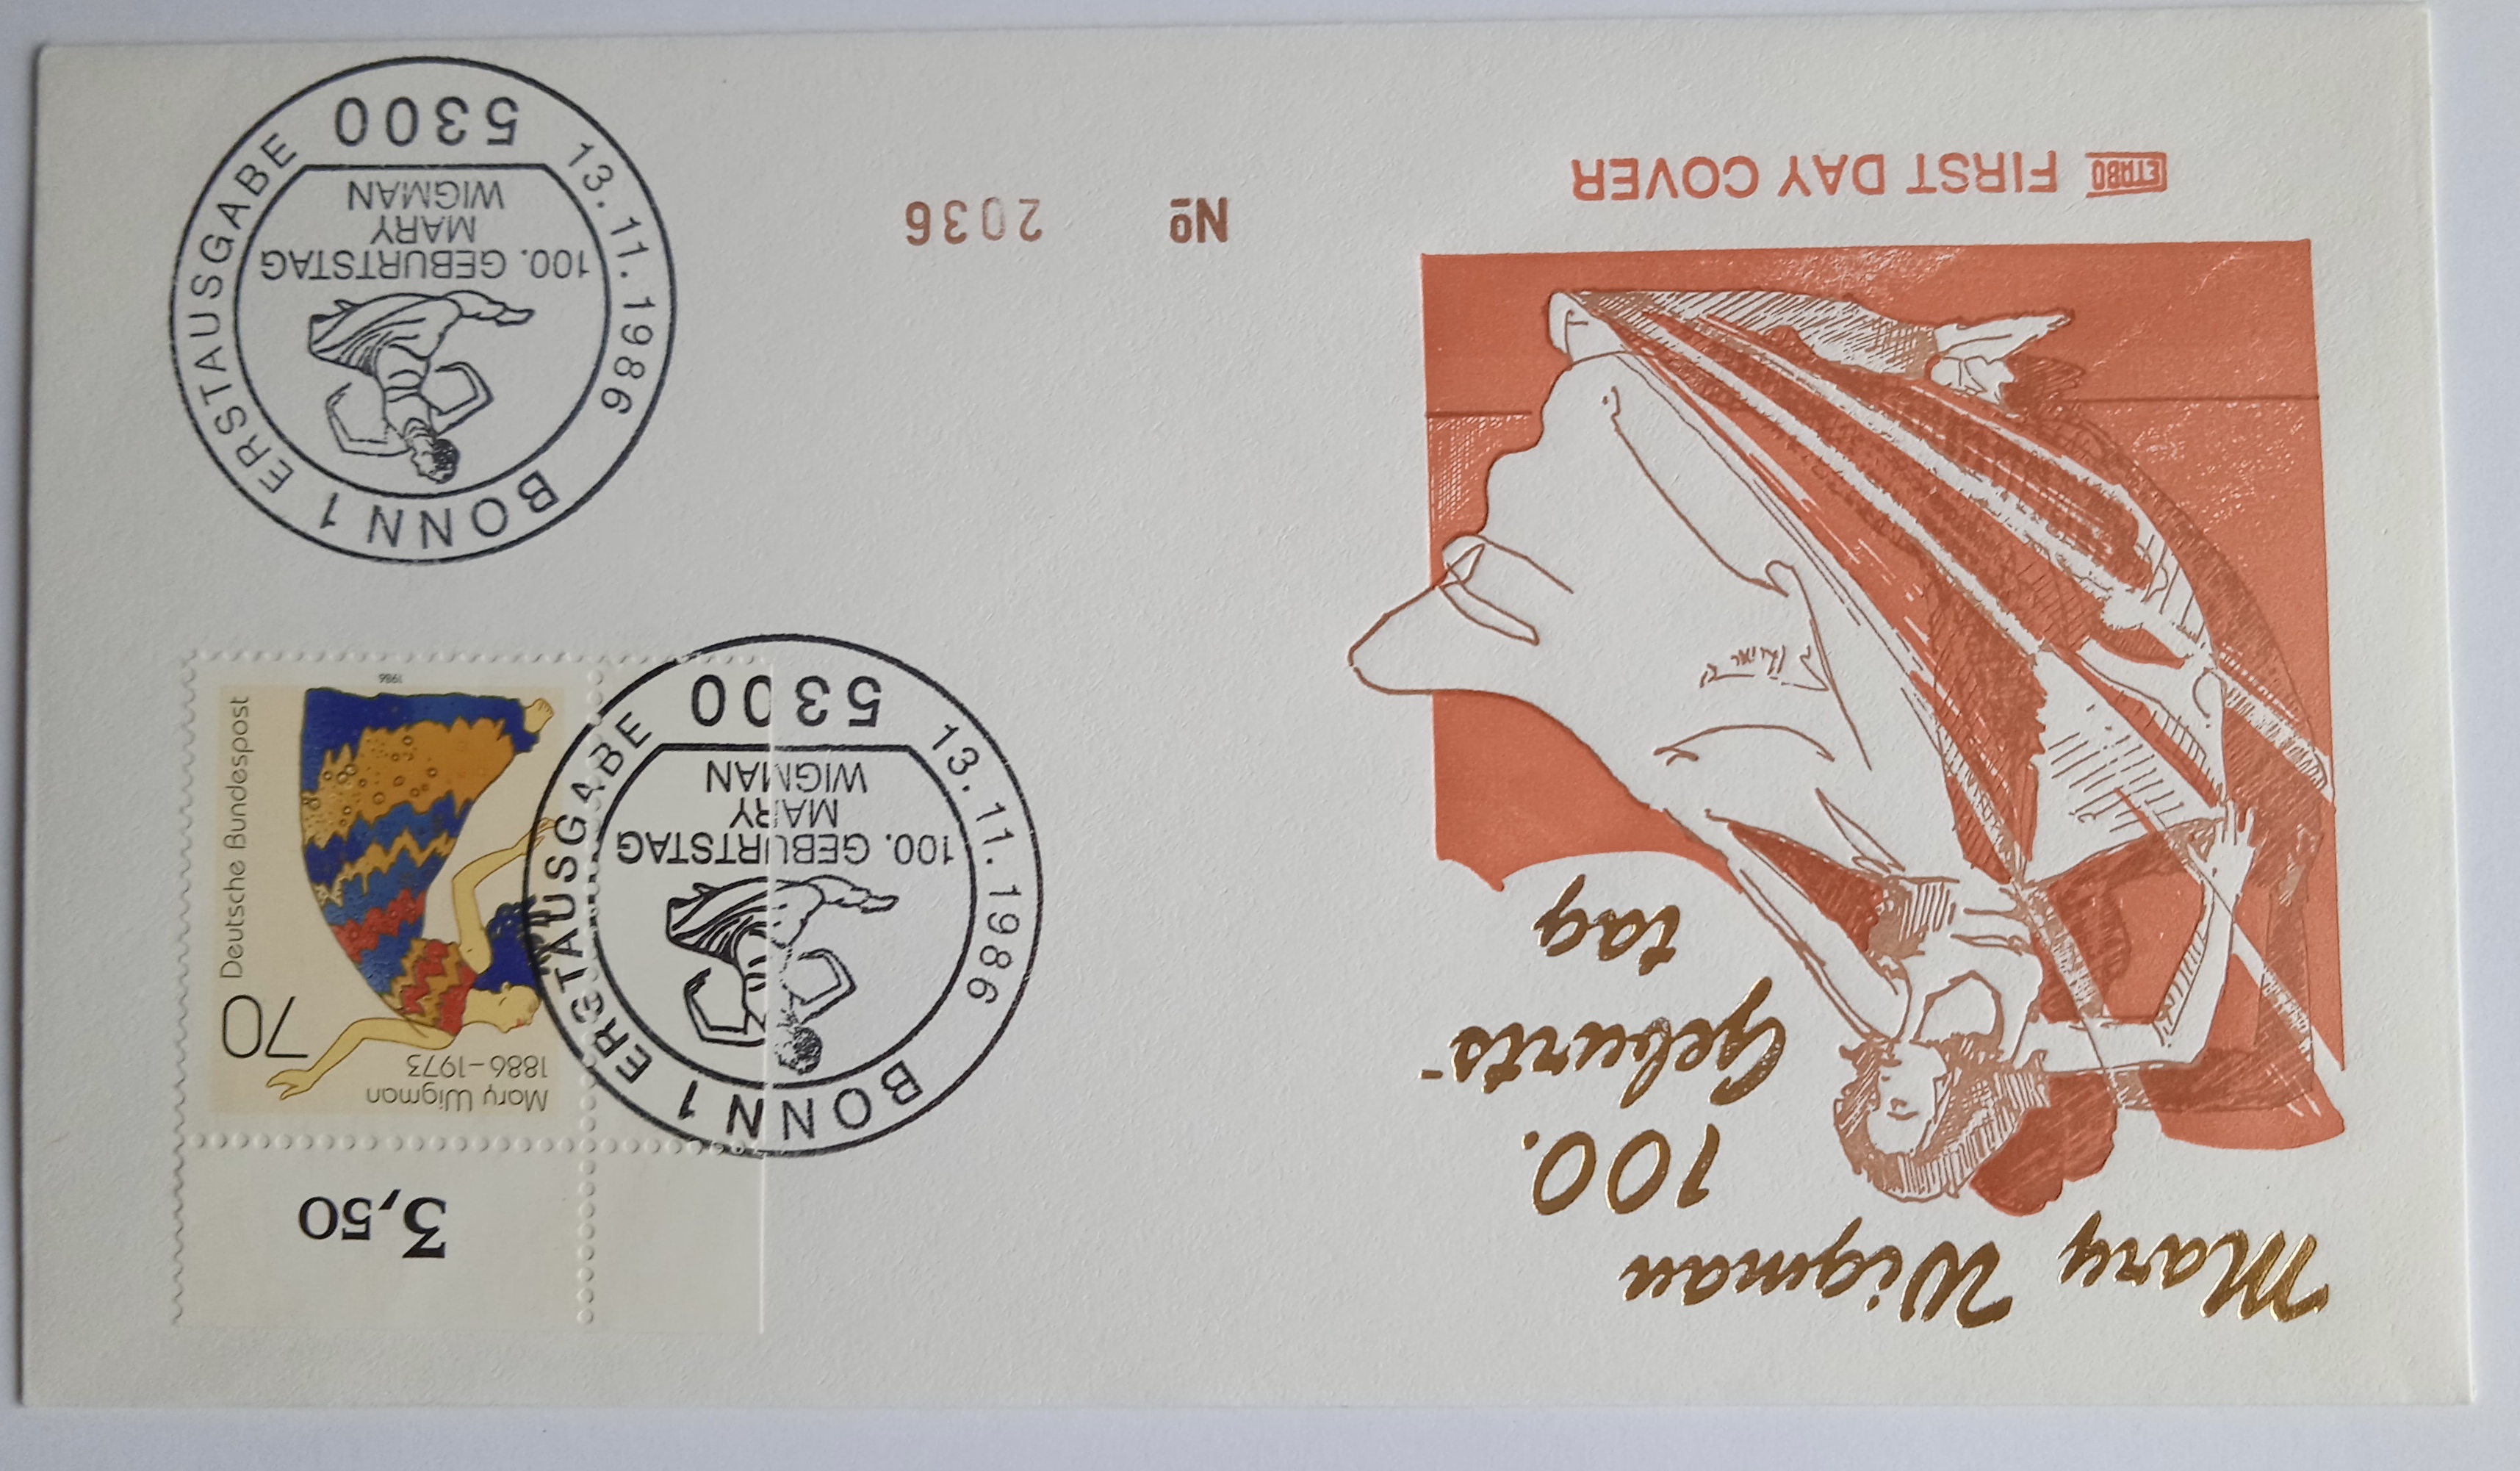 Mary Wigman
100.
Geburts-
tag
ETABO FIRST DAY COVER
3,50
Mary Wigman
1886–1973
70
Deutsche Bundespost
1986
BONN 1 ERSTAUSGABE
100. GEBURTSTAG
MARY
WIGMAN
13.11.1986
5300
Nº 2036
BONN 1 ERSTAUSGABE
100. GEBURTSTAG
MARY
WIGMAN
13.11.1986
5300